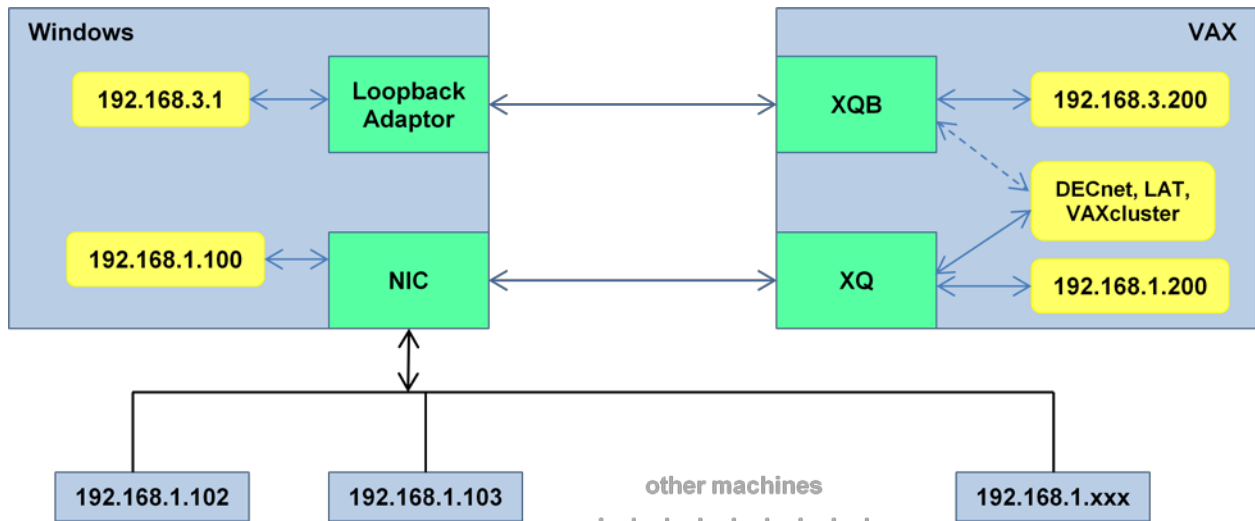 Windows
VAX
192.168.3.1
Loopback
Adaptor
XQB
192.168.3.200
DECnet, LAT,
VAXcluster
192.168.1.100
NIC
XQ
192.168.1.200
192.168.1.102
192.168.1.103
other machines
192.168.1.xxx